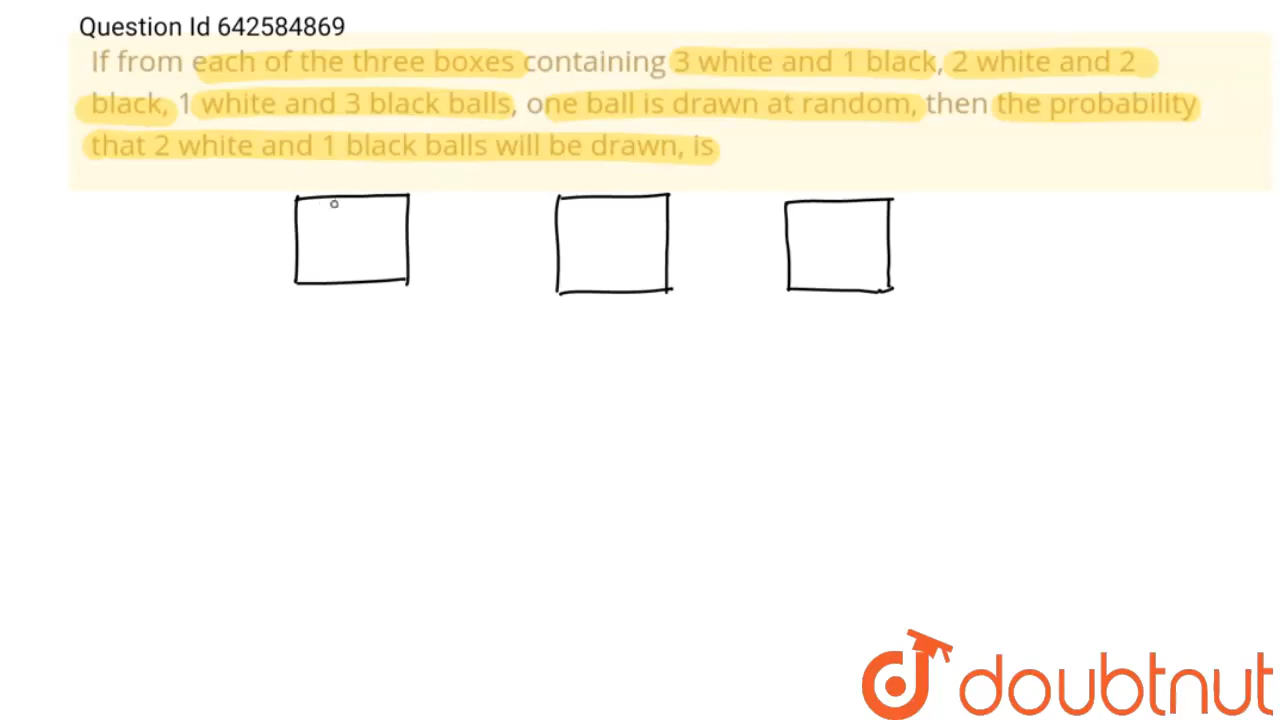 Question Id 642584869
If from each of the three boxes containing 3 white and 1 black, 2 white and 2
black, 1 white and 3 black balls, one ball is drawn at random, then the probability
that 2 white and 1 black balls will be drawn, is
doubtnut